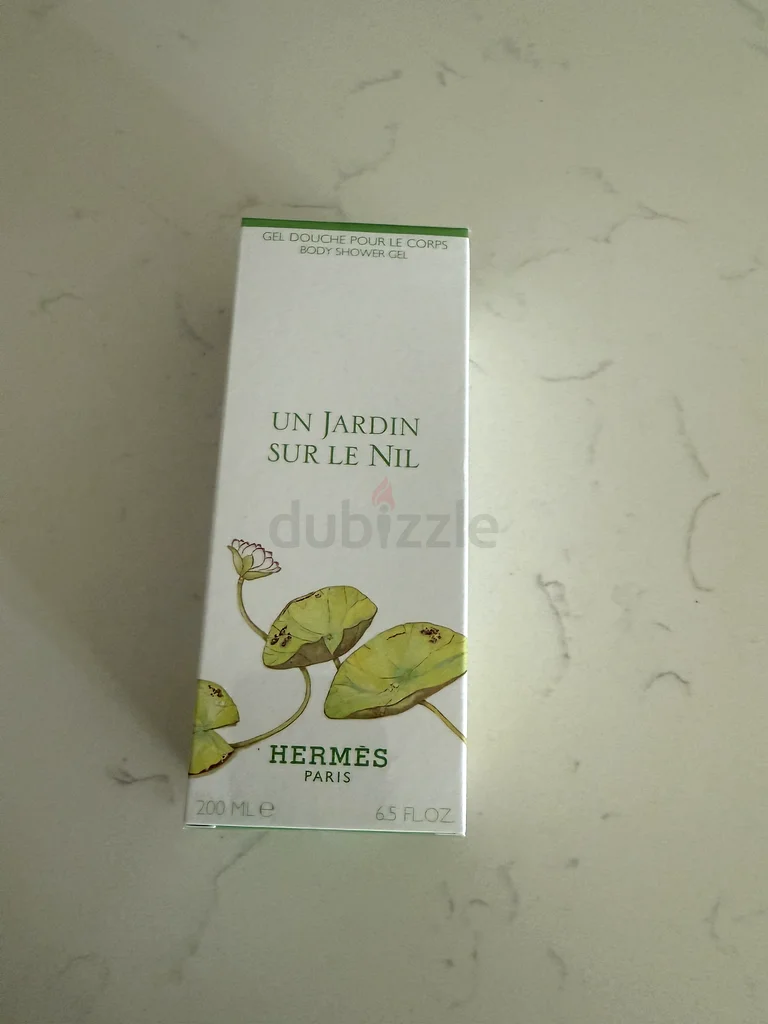 GEL DOUCHE POUR LE CORPS
BODY SHOWER GEL
UN JARDIN
SUR LE NIL
dubizzle
HERMÈS
PARIS
200 ML e 6.5 FL.OZ